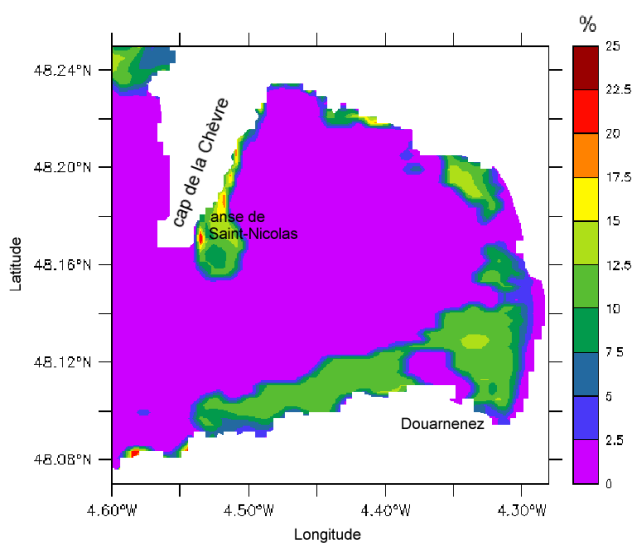 %
48.24°N
48.20°N
48.16°N
48.12°N
48.08°N
Latitude
cap de la Chèvre
anse de
Saint-Nicolas
Douarnenez
25
22.5
20
17.5
15
12.5
10
7.5
5
2.5
0
4.60°W
4.50°W
4.40°W
4.30°W
Longitude